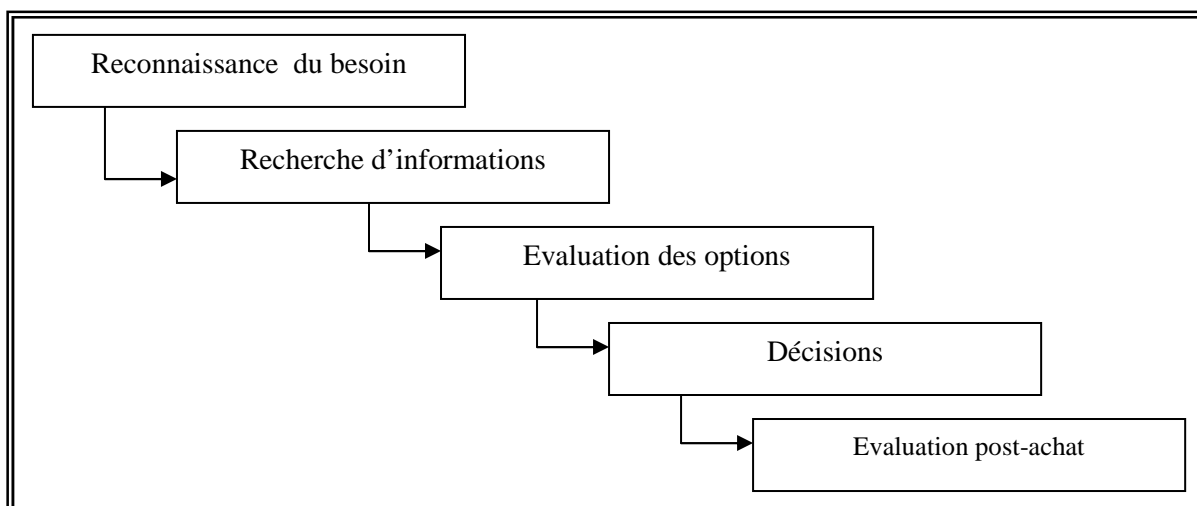 Reconnaissance du besoin
Recherche d’informations
Evaluation des options
Décisions
Evaluation post-achat